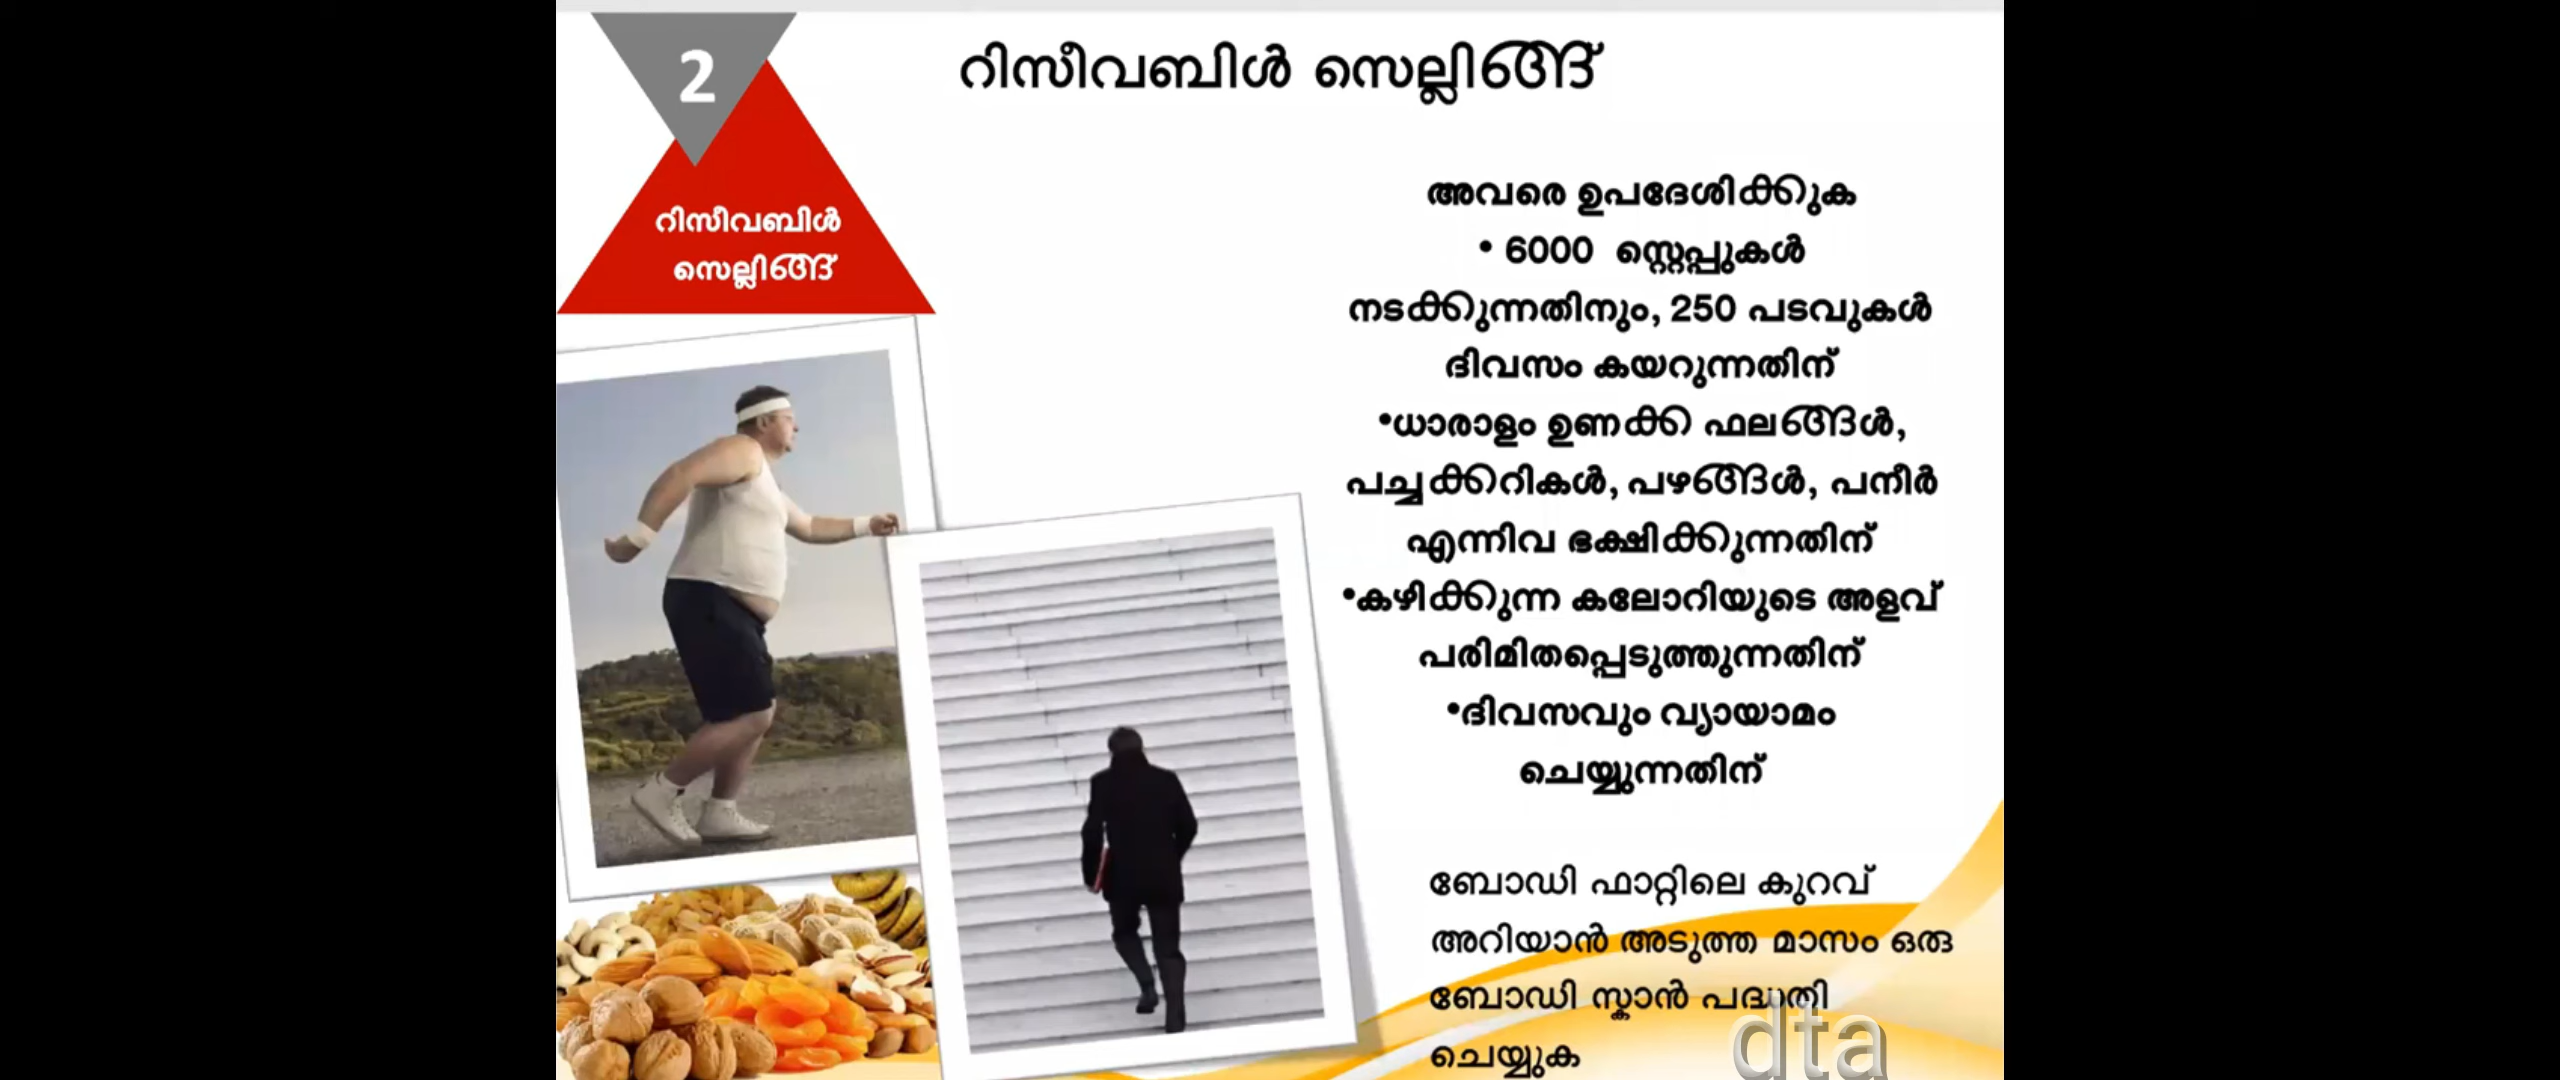 2
റിസീവബിൾ സെല്ലിങ്ങ്
റിസീവബിൾ
സെല്ലിങ്ങ്
അവരെ ഉപദേശിക്കുക
• 6000 സ്റ്റെപ്പുകൾ
നടക്കുന്നതിനും, 250 പടവുകൾ
ദിവസം കയറുന്നതിന്
•ധാരാളം ഉണക്ക ഫലങ്ങൾ,
പച്ചക്കറികൾ, പഴങ്ങൾ, പനീർ
എന്നിവ ഭക്ഷിക്കുന്നതിന്
•കഴിക്കുന്ന കലോറിയുടെ അളവ്
പരിമിതപ്പെടുത്തുന്നതിന്
•ദിവസവും വ്യായാമം
ചെയ്യുന്നതിന്
ബോഡി ഫാറ്റിലെ കുറവ്
അറിയാൻ അടുത്ത മാസം ഒരു
ബോഡി സ്കാൻ പദ്ധതി
ചെയ്യുക
dta